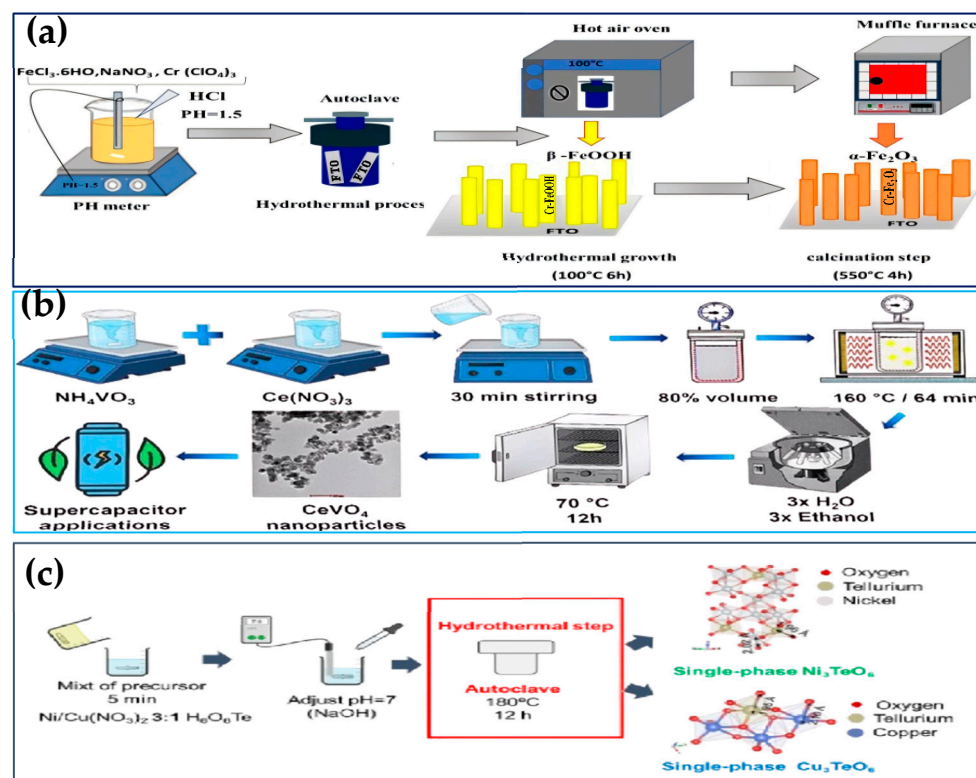 (a)
Hot air oven
Muffle furnace
FeCl₃.6HO,NaNO₃, Cr (ClO₄)₃
100°C
HCl
PH=1.5
Autoclave
FTO
FTO
PH=1.5
PH meter
Hydrothermal proces
β -FeOOH
Cr-FeOOH
FTO
α-Fe₂O₃
Cr-Fe₂O₃
FTO
Hydrothermal growth
(100°C 6h)
calcination step
(550°C 4h)
(b)
NH₄VO₃
Ce(NO₃)₃
30 min stirring
80% volume
160 °C / 64 min
Supercapacitor
applications
CeVO₄
nanoparticles
70 °C
12h
3x H₂O
3x Ethanol
(c)
Mixt of precursor
5 min
Ni/Cu(NO₃)₂ 3:1 H₆O₆Te
Adjust pH=7
(NaOH)
Hydrothermal step
Autoclave
180ºC
12 h
Oxygen
Tellurium
Nickel
Single-phase Ni₃TeO₆
Oxygen
Tellurium
Copper
Single-phase Cu₃TeO₆